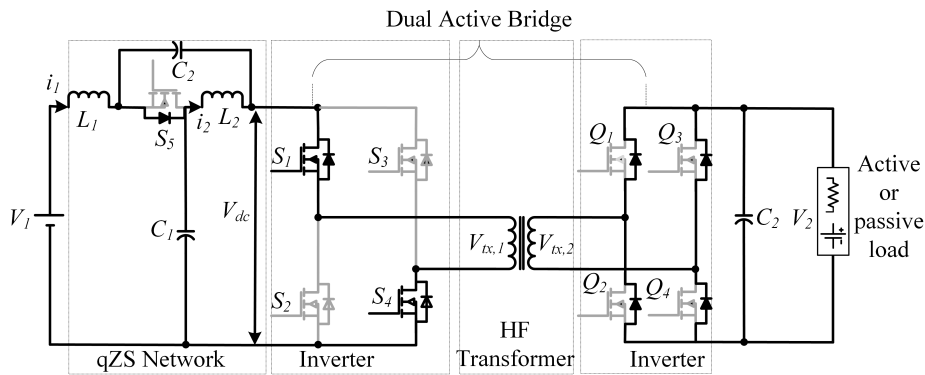 Dual Active Bridge
C2
i1
L1
S5
i2
L2
S1
S3
Q1
Q3
V1
C1
Vdc
Vtx,1
Vtx,2
C2
V2
Active
or
passive
load
S2
S4
Q2
Q4
qZS Network
Inverter
HF
Transformer
Inverter